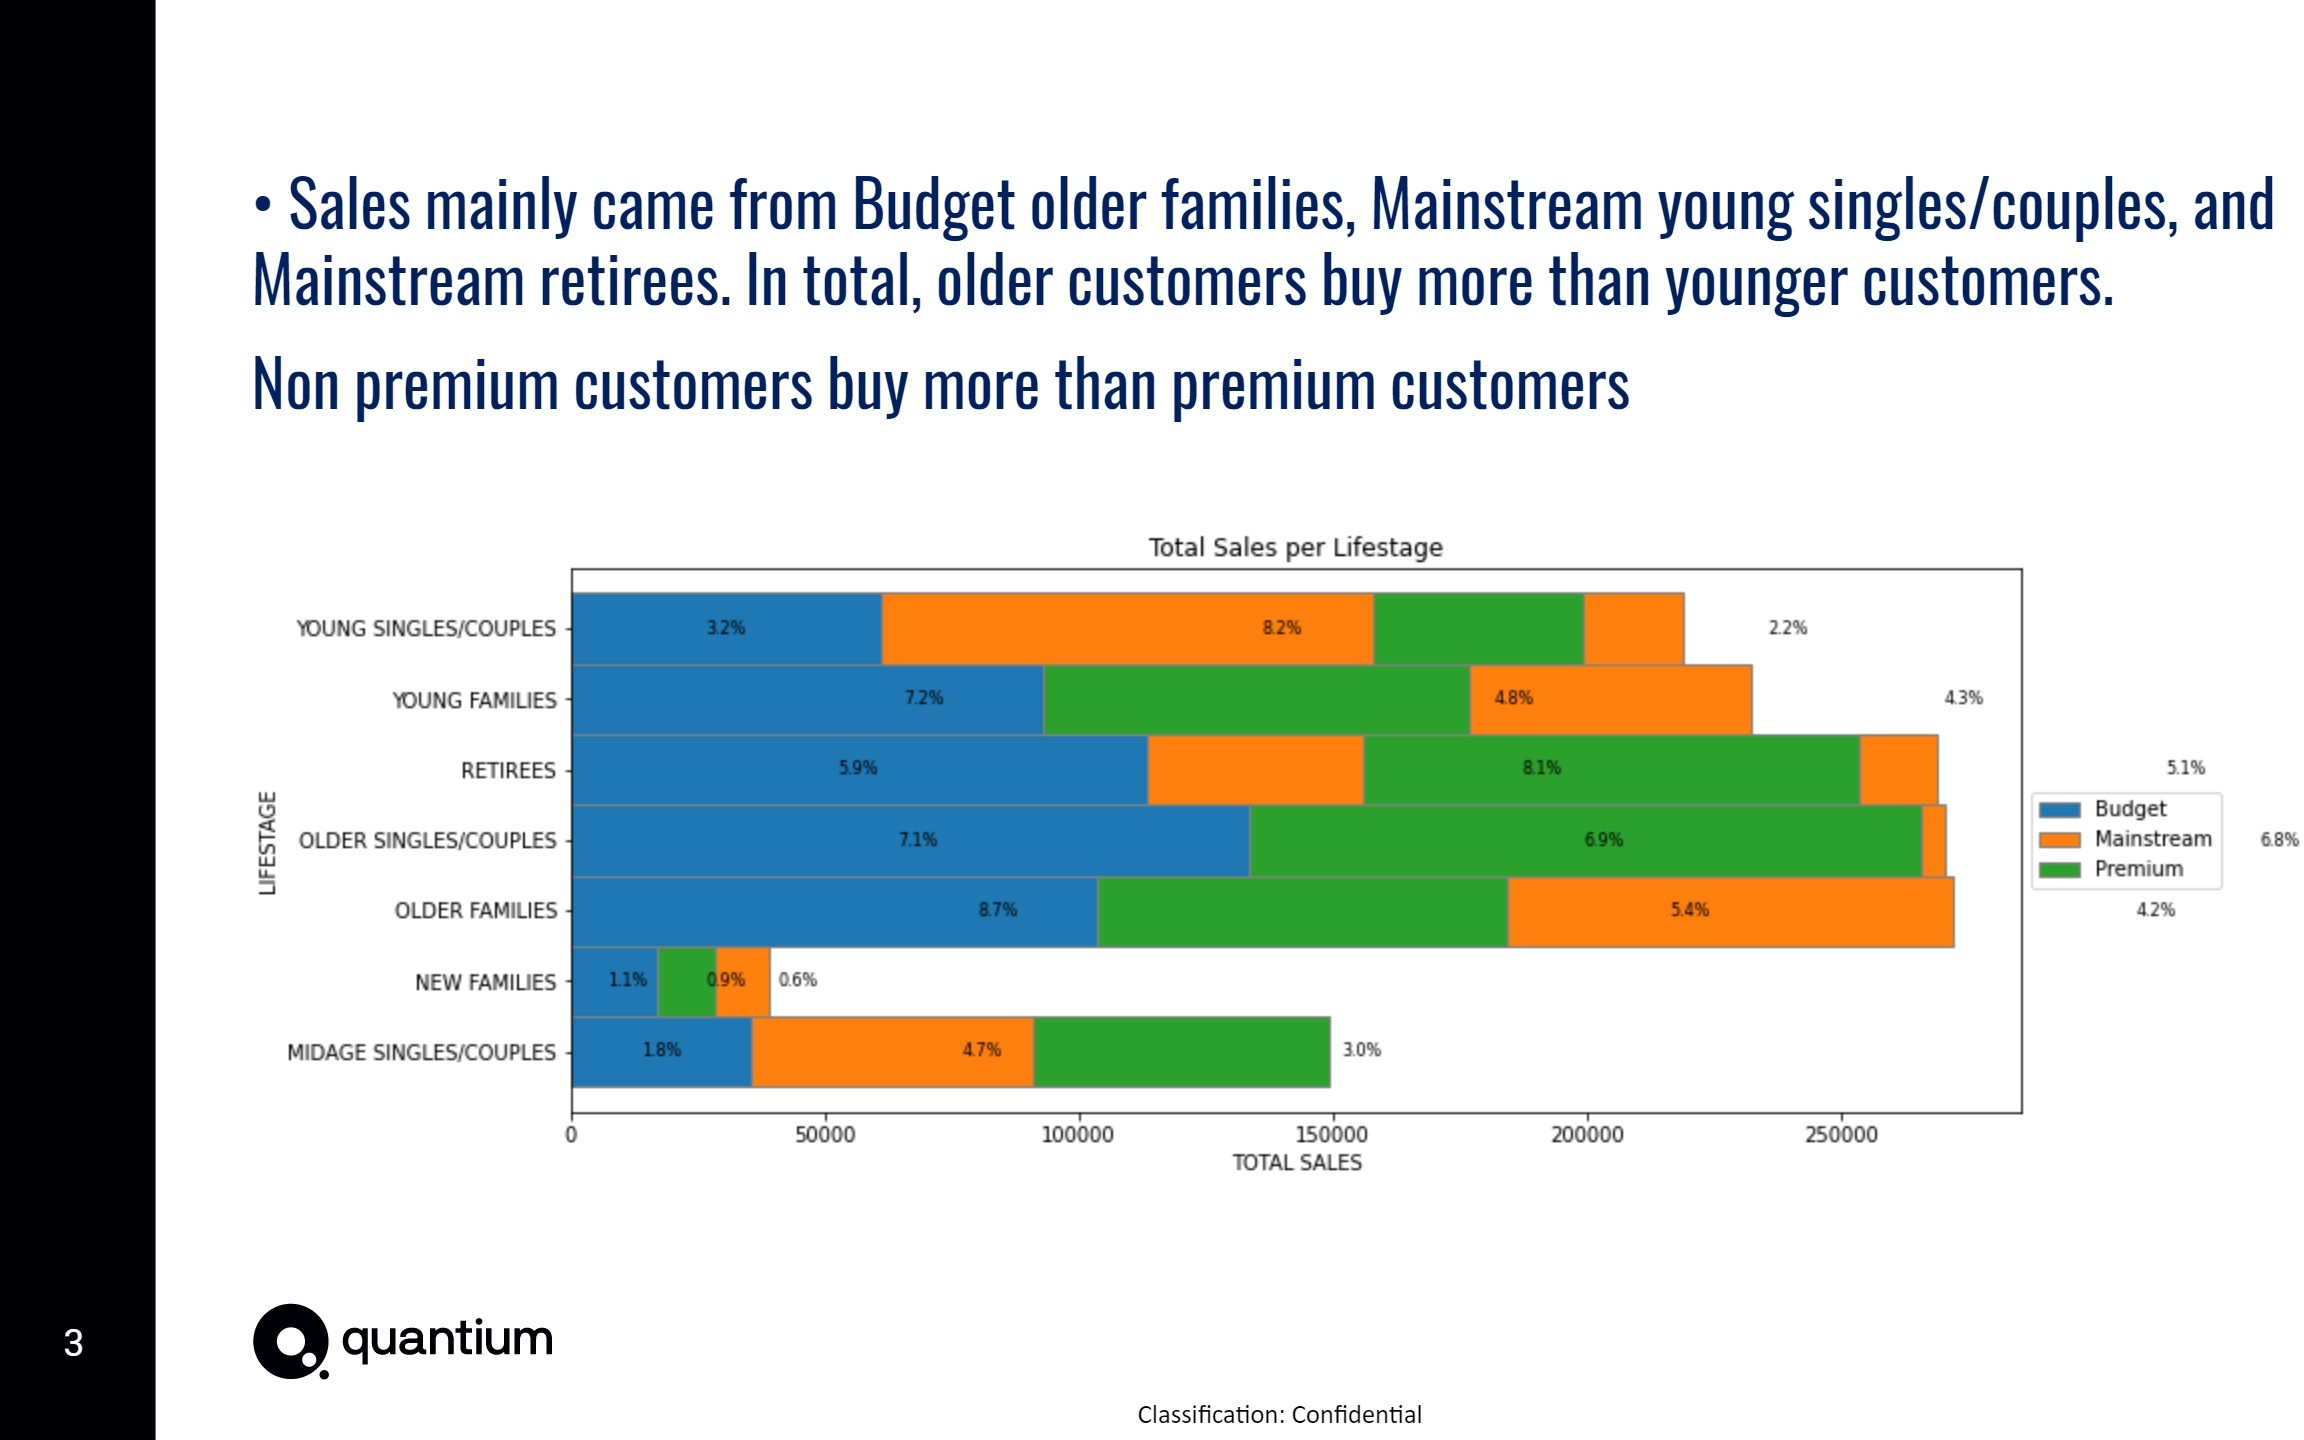 • Sales mainly came from Budget older families, Mainstream young singles/couples, and
Mainstream retirees. In total, older customers buy more than younger customers.
Non premium customers buy more than premium customers
Total Sales per Lifestage
YOUNG SINGLES/COUPLES 3.2% 8.2% 2.2%
YOUNG FAMILIES 7.2% 4.8% 4.3%
RETIREES 5.9% 8.1% 5.1%
OLDER SINGLES/COUPLES 7.1% 6.9% 6.8%
OLDER FAMILIES 8.7% 5.4% 4.2%
NEW FAMILIES 1.1% 0.9% 0.6%
MIDAGE SINGLES/COUPLES 1.8% 4.7% 3.0%
LIFESTAGE
0 50000 100000 150000 200000 250000
TOTAL SALES
Budget
Mainstream
Premium
3
quantium
Classification: Confidential